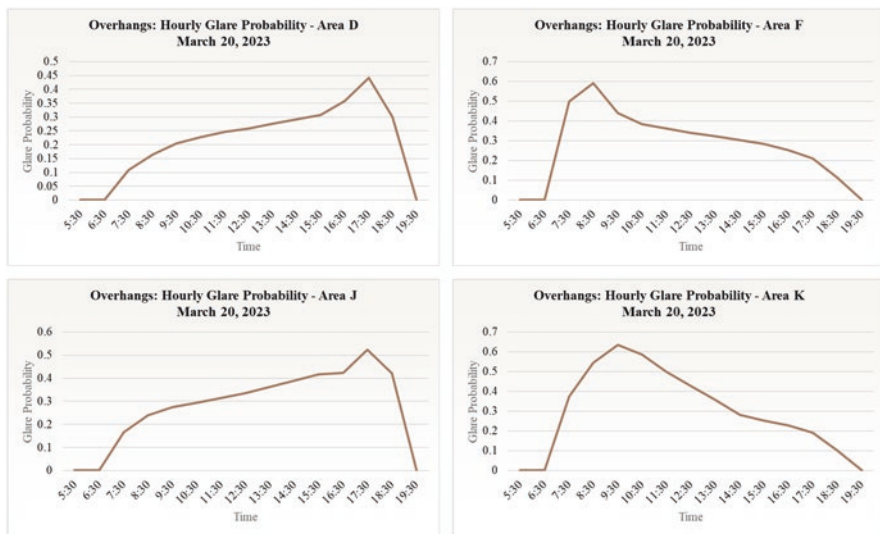 Overhangs: Hourly Glare Probability - Area D
March 20, 2023
Glare Probability
0.5
0.45
0.4
0.35
0.3
0.25
0.2
0.15
0.1
0.05
0
5:30 6:30 7:30 8:30 9:30 10:30 11:30 12:30 13:30 14:30 15:30 16:30 17:30 18:30 19:30
Time
Overhangs: Hourly Glare Probability - Area F
March 20, 2023
Glare Probability
0.7
0.6
0.5
0.4
0.3
0.2
0.1
0
5:30 6:30 7:30 8:30 9:30 10:30 11:30 12:30 13:30 14:30 15:30 16:30 17:30 18:30 19:30
Time
Overhangs: Hourly Glare Probability - Area J
March 20, 2023
Glare Probability
0.6
0.5
0.4
0.3
0.2
0.1
0
5:30 6:30 7:30 8:30 9:30 10:30 11:30 12:30 13:30 14:30 15:30 16:30 17:30 18:30 19:30
Time
Overhangs: Hourly Glare Probability - Area K
March 20, 2023
Glare Probability
0.7
0.6
0.5
0.4
0.3
0.2
0.1
0
5:30 6:30 7:30 8:30 9:30 10:30 11:30 12:30 13:30 14:30 15:30 16:30 17:30 18:30 19:30
Time